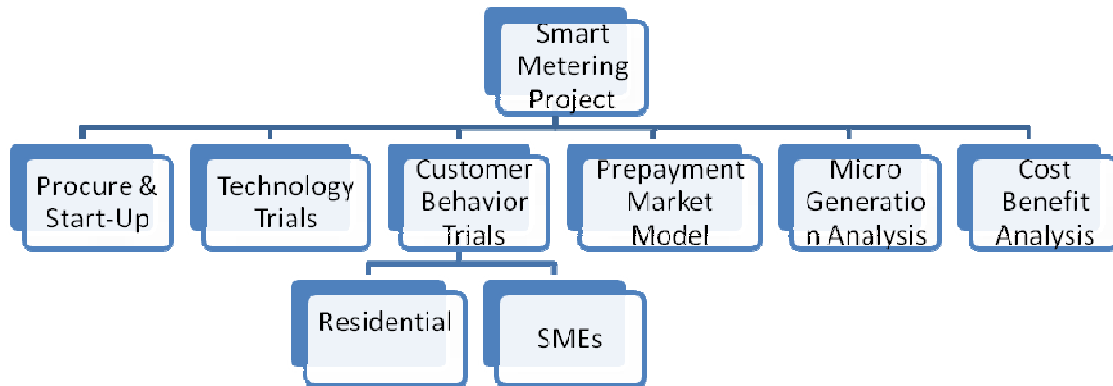 Smart
Metering
Project
Procure &
Start-Up
Technology
Trials
Customer
Behavior
Trials
Prepayment
Market
Model
Micro
Generatio
n Analysis
Cost
Benefit
Analysis
Residential
SMEs